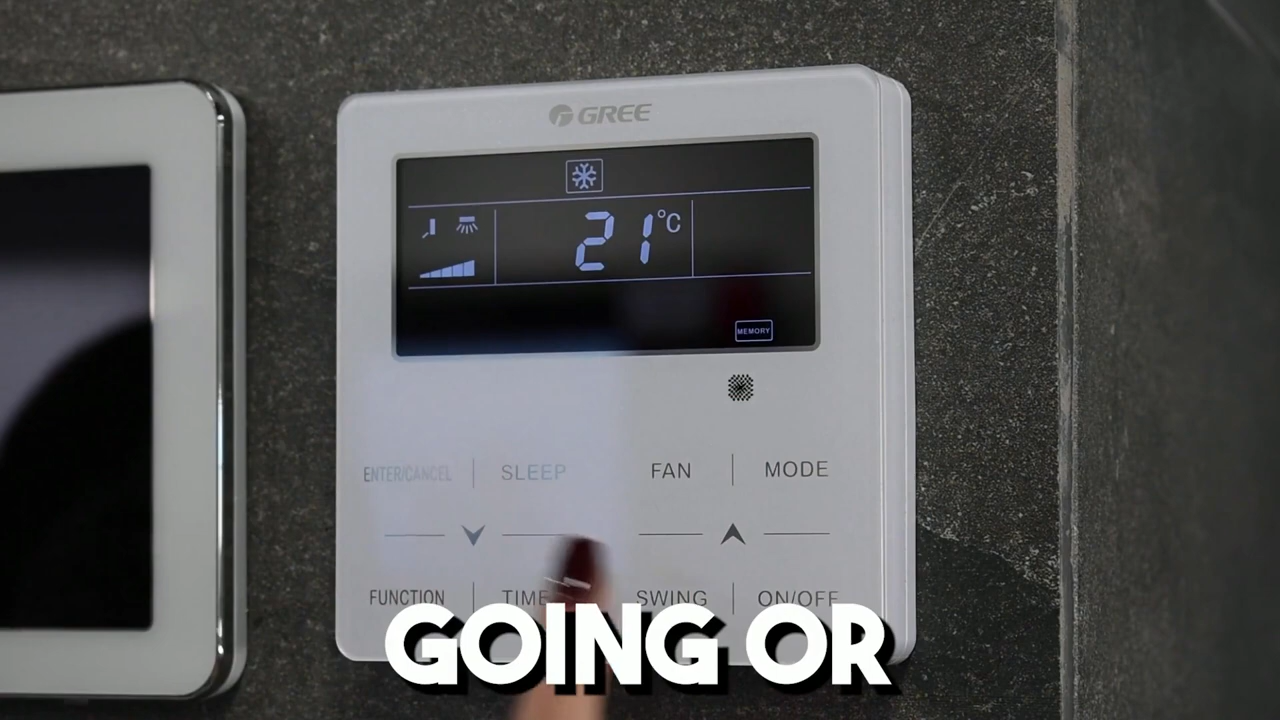 GREE
21°C
MEMORY
ENTER/CANCEL SLEEP FAN MODE
FUNCTION TIME SWING ON/OFF
GOING OR